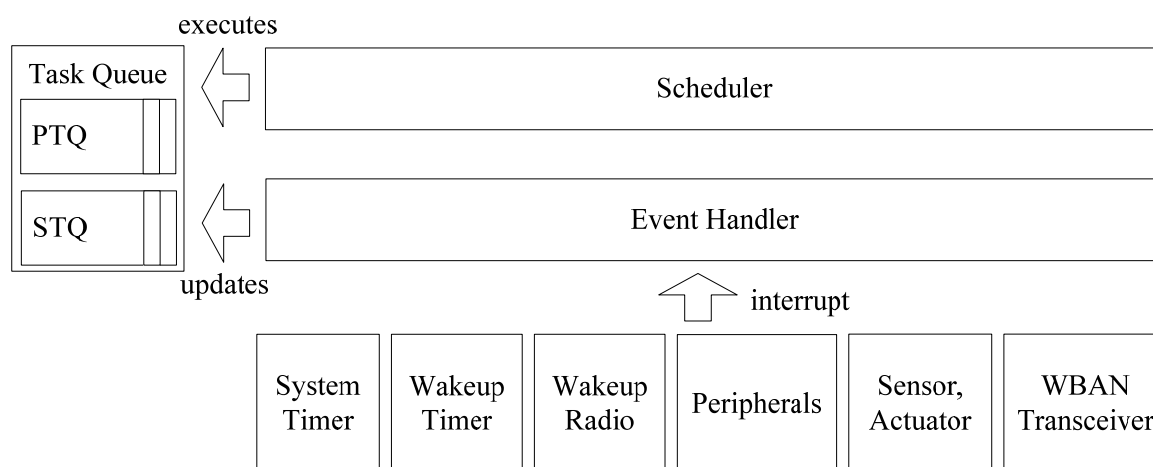 executes
Task Queue
PTQ
STQ
updates
Scheduler
Event Handler
interrupt
System
Timer
Wakeup
Timer
Wakeup
Radio
Peripherals
Sensor,
Actuator
WBAN
Transceiver